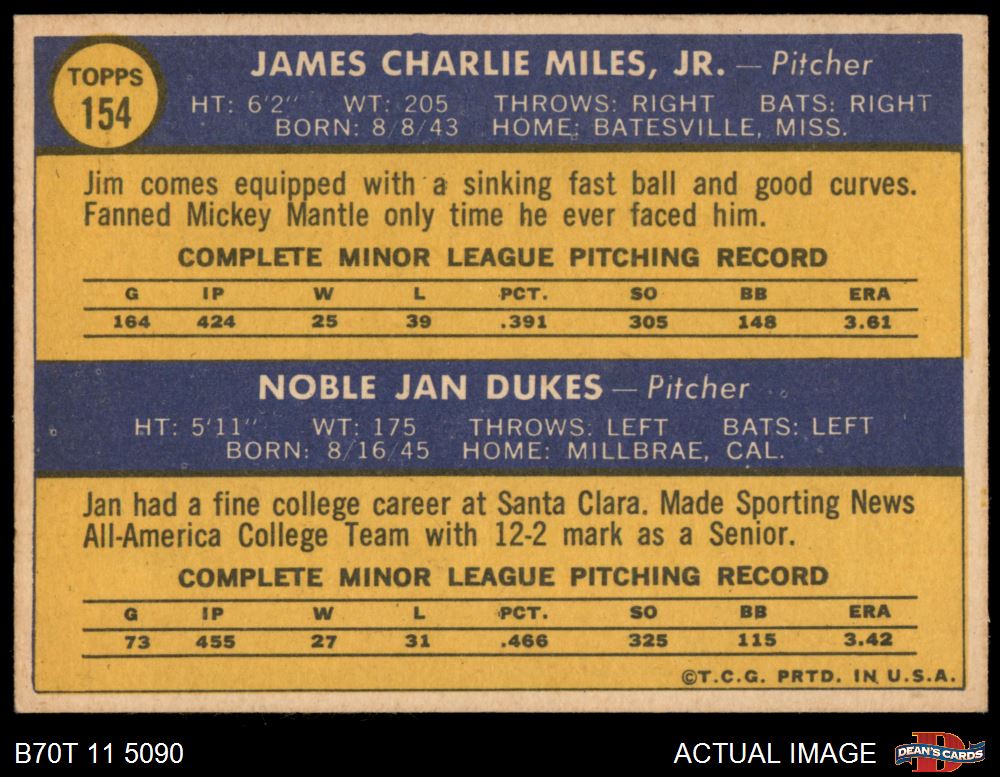 TOPPS
154
JAMES CHARLIE MILES, JR. — Pitcher
HT: 6'2" WT: 205 THROWS: RIGHT BATS: RIGHT
BORN: 8/8/43 HOME: BATESVILLE, MISS.
Jim comes equipped with a sinking fast ball and good curves.
Fanned Mickey Mantle only time he ever faced him.
COMPLETE MINOR LEAGUE PITCHING RECORD
G IP W L PCT. SO BB ERA
164 424 25 39 .391 305 148 3.61
NOBLE JAN DUKES — Pitcher
HT: 5'11" WT: 175 THROWS: LEFT BATS: LEFT
BORN: 8/16/45 HOME: MILLBRAE, CAL.
Jan had a fine college career at Santa Clara. Made Sporting News
All-America College Team with 12-2 mark as a Senior.
COMPLETE MINOR LEAGUE PITCHING RECORD
G IP W L PCT. SO BB ERA
73 455 27 31 .466 325 115 3.42
©T.C.G. PRTD. IN U.S.A.
B70T 11 5090 ACTUAL IMAGE D DEAN'S CARDS